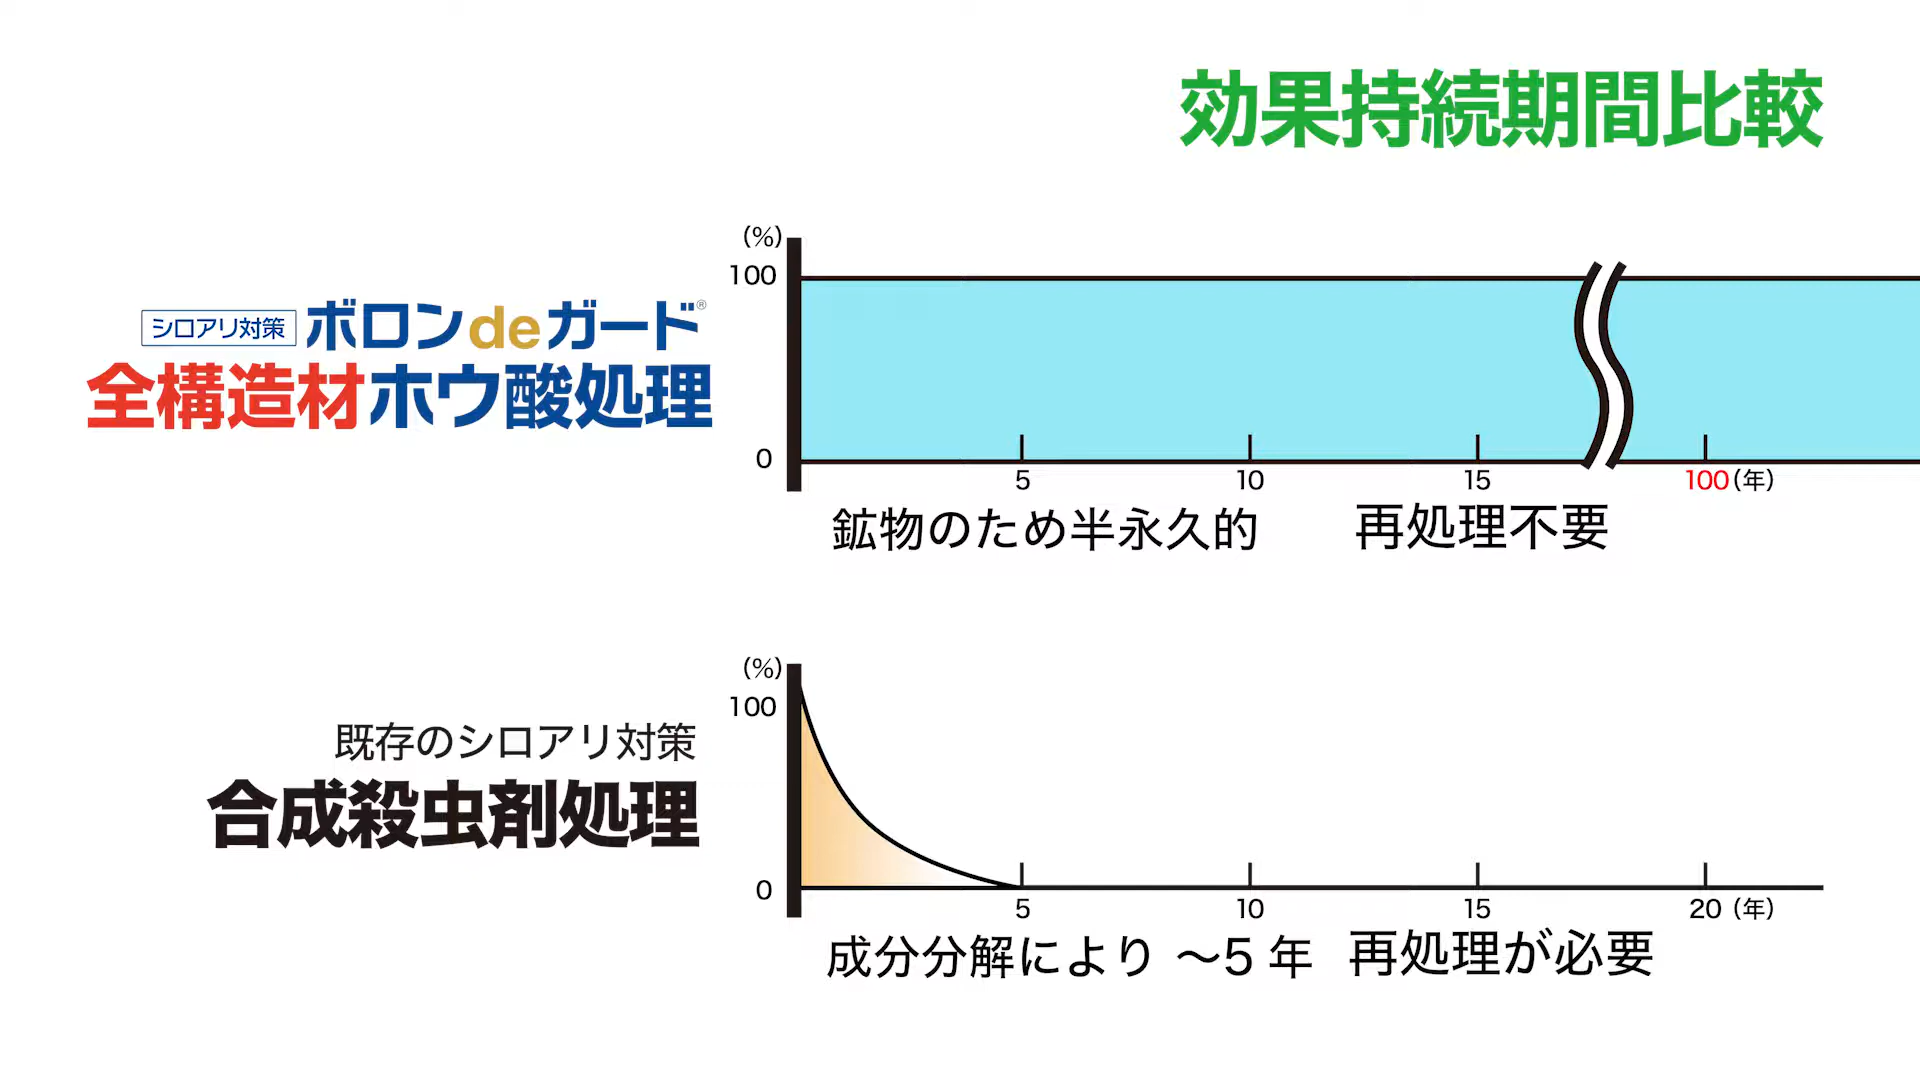 効果持続期間比較
シロアリ対策 ボロンdeガード®
全構造材ホウ酸処理
(%)
100
0
5 10 15 100(年)
鉱物のため半永久的 再処理不要
既存のシロアリ対策
合成殺虫剤処理
(%)
100
0
5 10 15 20(年)
成分分解により ～5年 再処理が必要